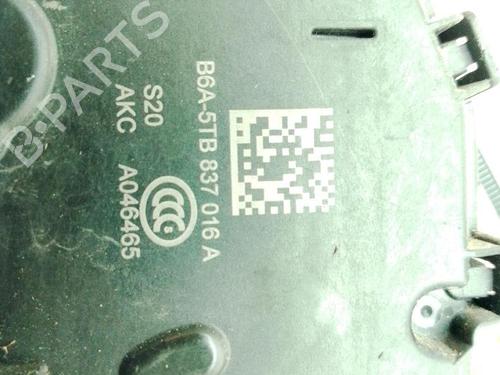 B-PARTS
B6A-5TB 837 016 A
S20
AKC A046465
CCC